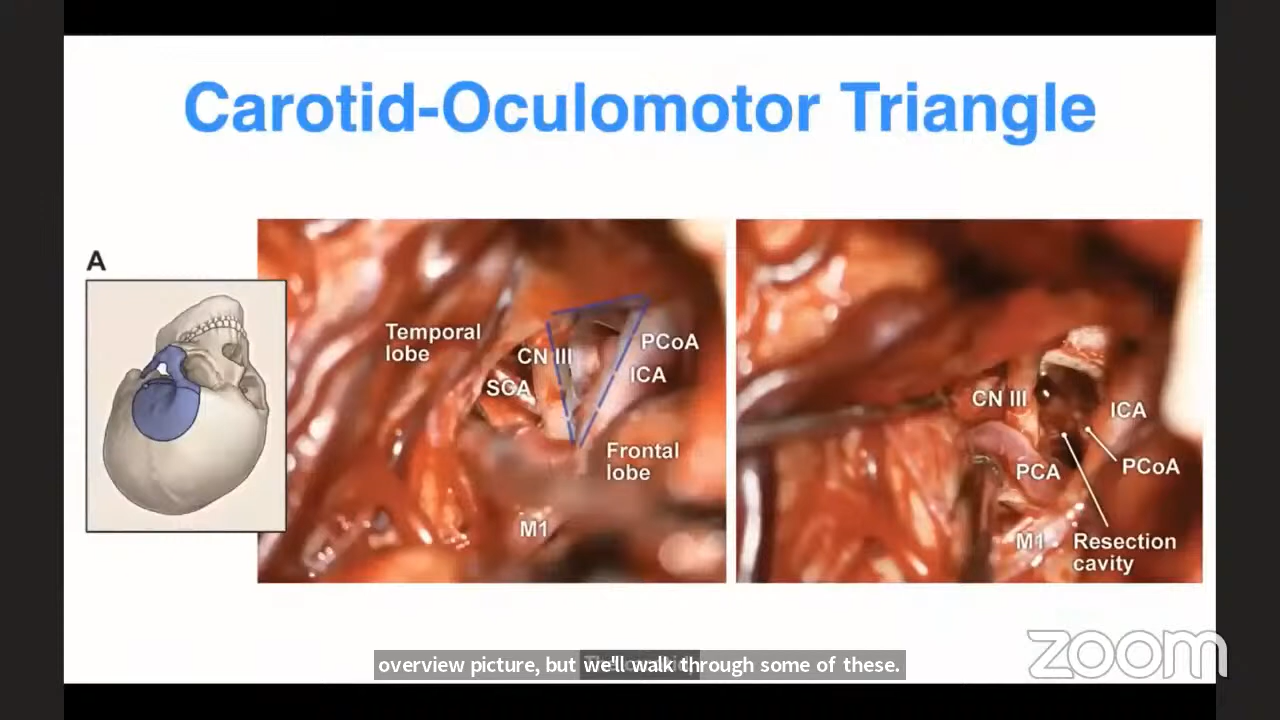 Carotid-Oculomotor Triangle
A
Temporal
lobe
CN III
SCA
PCoA
ICA
Frontal
lobe
M1
CN III
ICA
PCA
PCoA
M1
Resection
cavity
overview picture, but we'll walk through some of these.
zoom